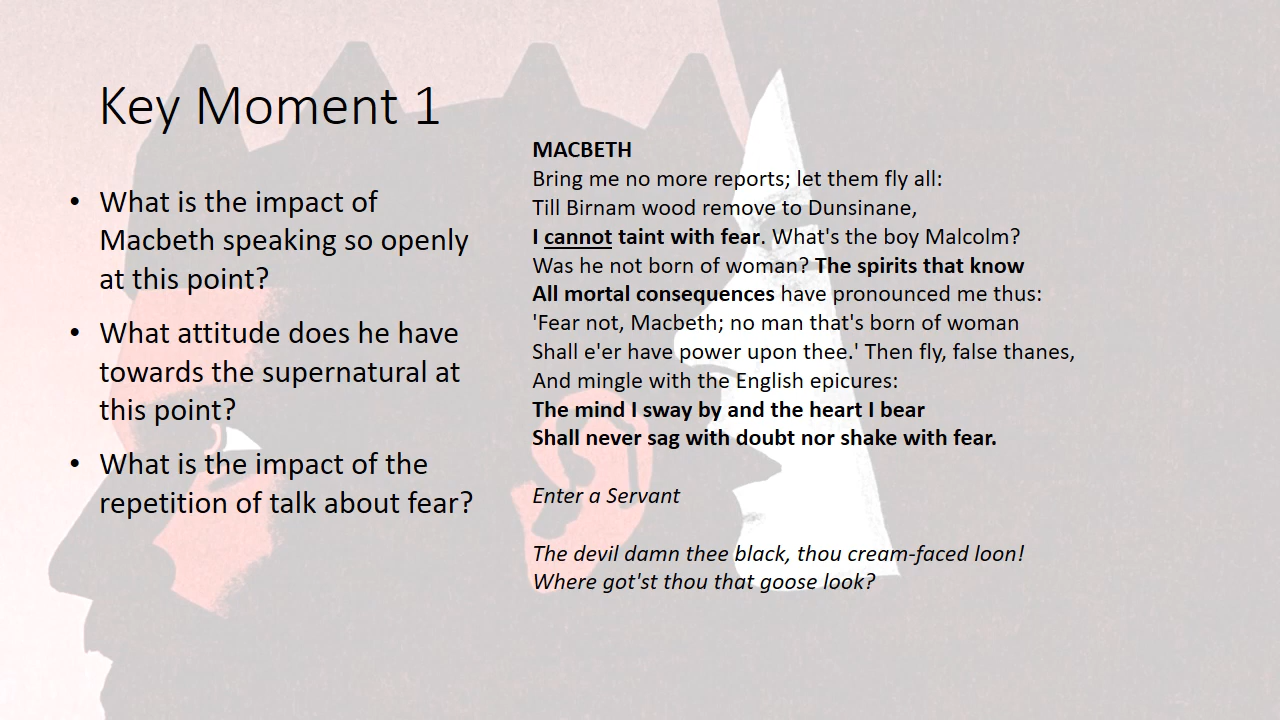 Key Moment 1
• What is the impact of
Macbeth speaking so openly
at this point?
• What attitude does he have
towards the supernatural at
this point?
• What is the impact of the
repetition of talk about fear?
MACBETH
Bring me no more reports; let them fly all:
Till Birnam wood remove to Dunsinane,
I cannot taint with fear. What's the boy Malcolm?
Was he not born of woman? The spirits that know
All mortal consequences have pronounced me thus:
'Fear not, Macbeth; no man that's born of woman
Shall e'er have power upon thee.' Then fly, false thanes,
And mingle with the English epicures:
The mind I sway by and the heart I bear
Shall never sag with doubt nor shake with fear.
Enter a Servant
The devil damn thee black, thou cream-faced loon!
Where got'st thou that goose look?